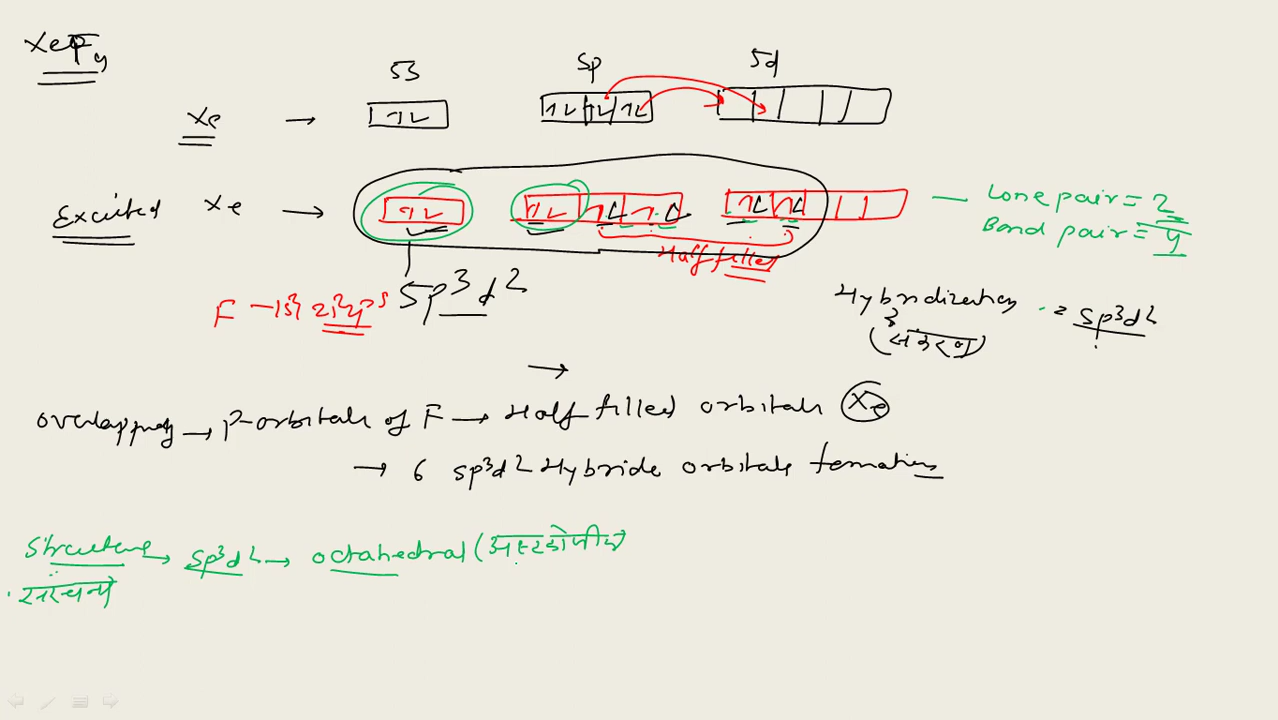 XeF4
5s 5p 5d
Xe →
Excited Xe →
Lone pair = 2
Bond pair = 4
Half filled
sp³d²
F – 1s² 2s² 2p⁵
Hybridization = sp³d²
(संकरण)
→
overlapping → P-orbitals of F → Half filled orbitals Xe
→ 6 sp³d² Hybride orbitals formation
Structure → sp³d² → octahedral (अष्टकोणीय
संरचना